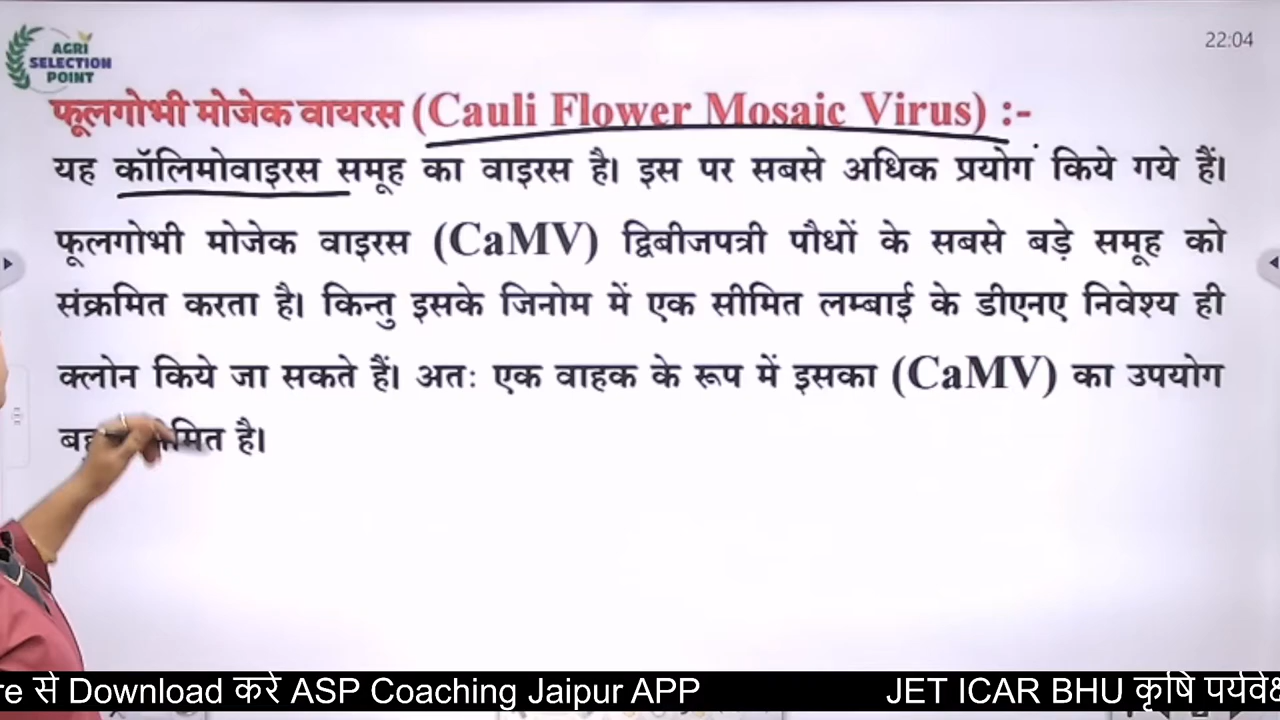 22:04
AGRI
SELECTION
POINT
फूलगोभी मोजेक वायरस (Cauli Flower Mosaic Virus) :-
यह कॉलिमोवाइरस समूह का वाइरस है। इस पर सबसे अधिक प्रयोग किये गये हैं।
फूलगोभी मोजेक वाइरस (CaMV) द्विबीजपत्री पौधों के सबसे बड़े समूह को
संक्रमित करता है। किन्तु इसके जिनोम में एक सीमित लम्बाई के डीएनए निवेश्य ही
क्लोन किये जा सकते हैं। अतः एक वाहक के रूप में इसका (CaMV) का उपयोग
है।
से Download करे ASP Coaching Jaipur APP JET ICAR BHU कृषि